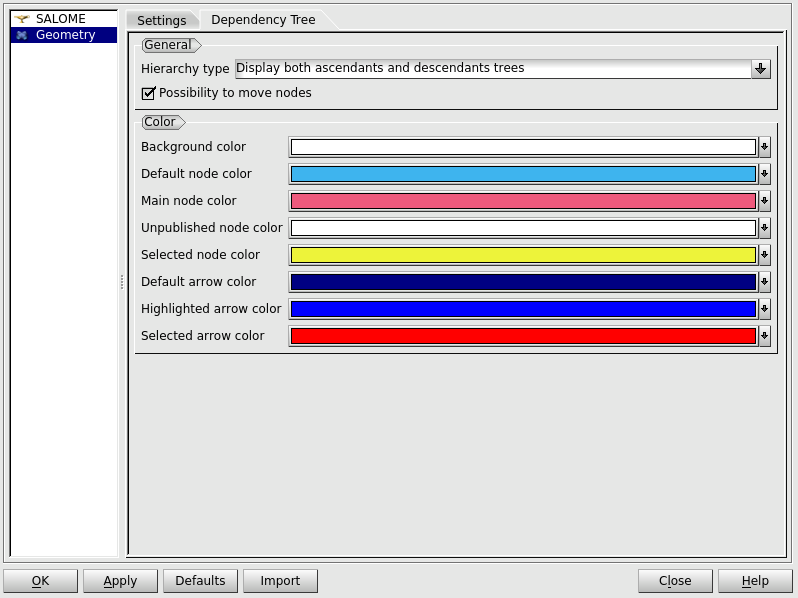 SALOME
Geometry
Settings
Dependency Tree
General
Hierarchy type Display both ascendants and descendants trees
Possibility to move nodes
Color
Background color
Default node color
Main node color
Unpublished node color
Selected node color
Default arrow color
Highlighted arrow color
Selected arrow color
OK Apply Defaults Import Close Help